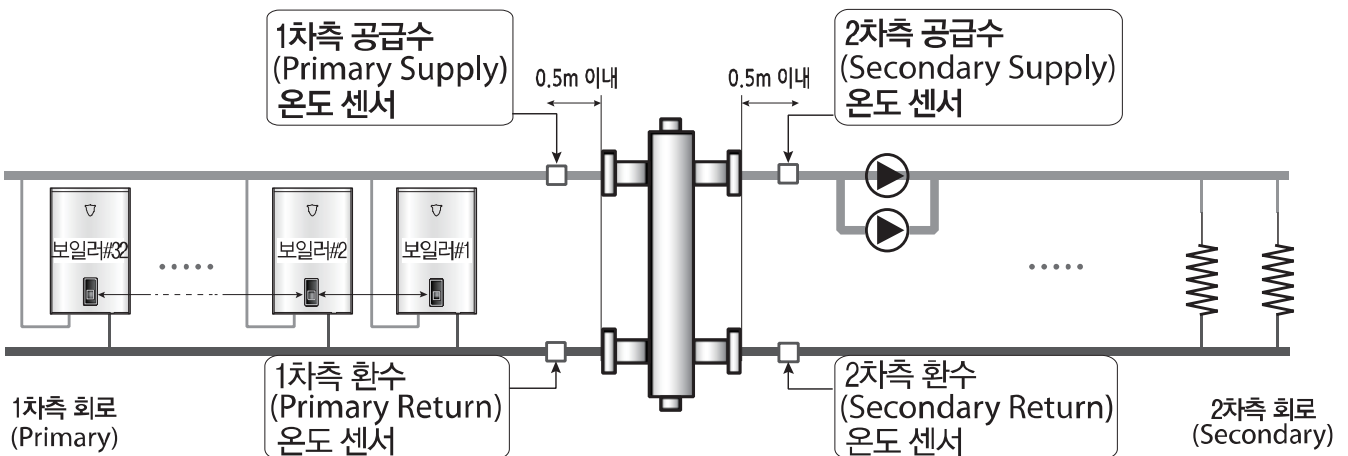 1차측 공급수
(Primary Supply)
온도 센서
0.5m 이내
0.5m 이내
2차측 공급수
(Secondary Supply)
온도 센서
보일러#32
보일러#2
보일러#1
1차측 회로
(Primary)
1차측 환수
(Primary Return)
온도 센서
2차측 환수
(Secondary Return)
온도 센서
2차측 회로
(Secondary)